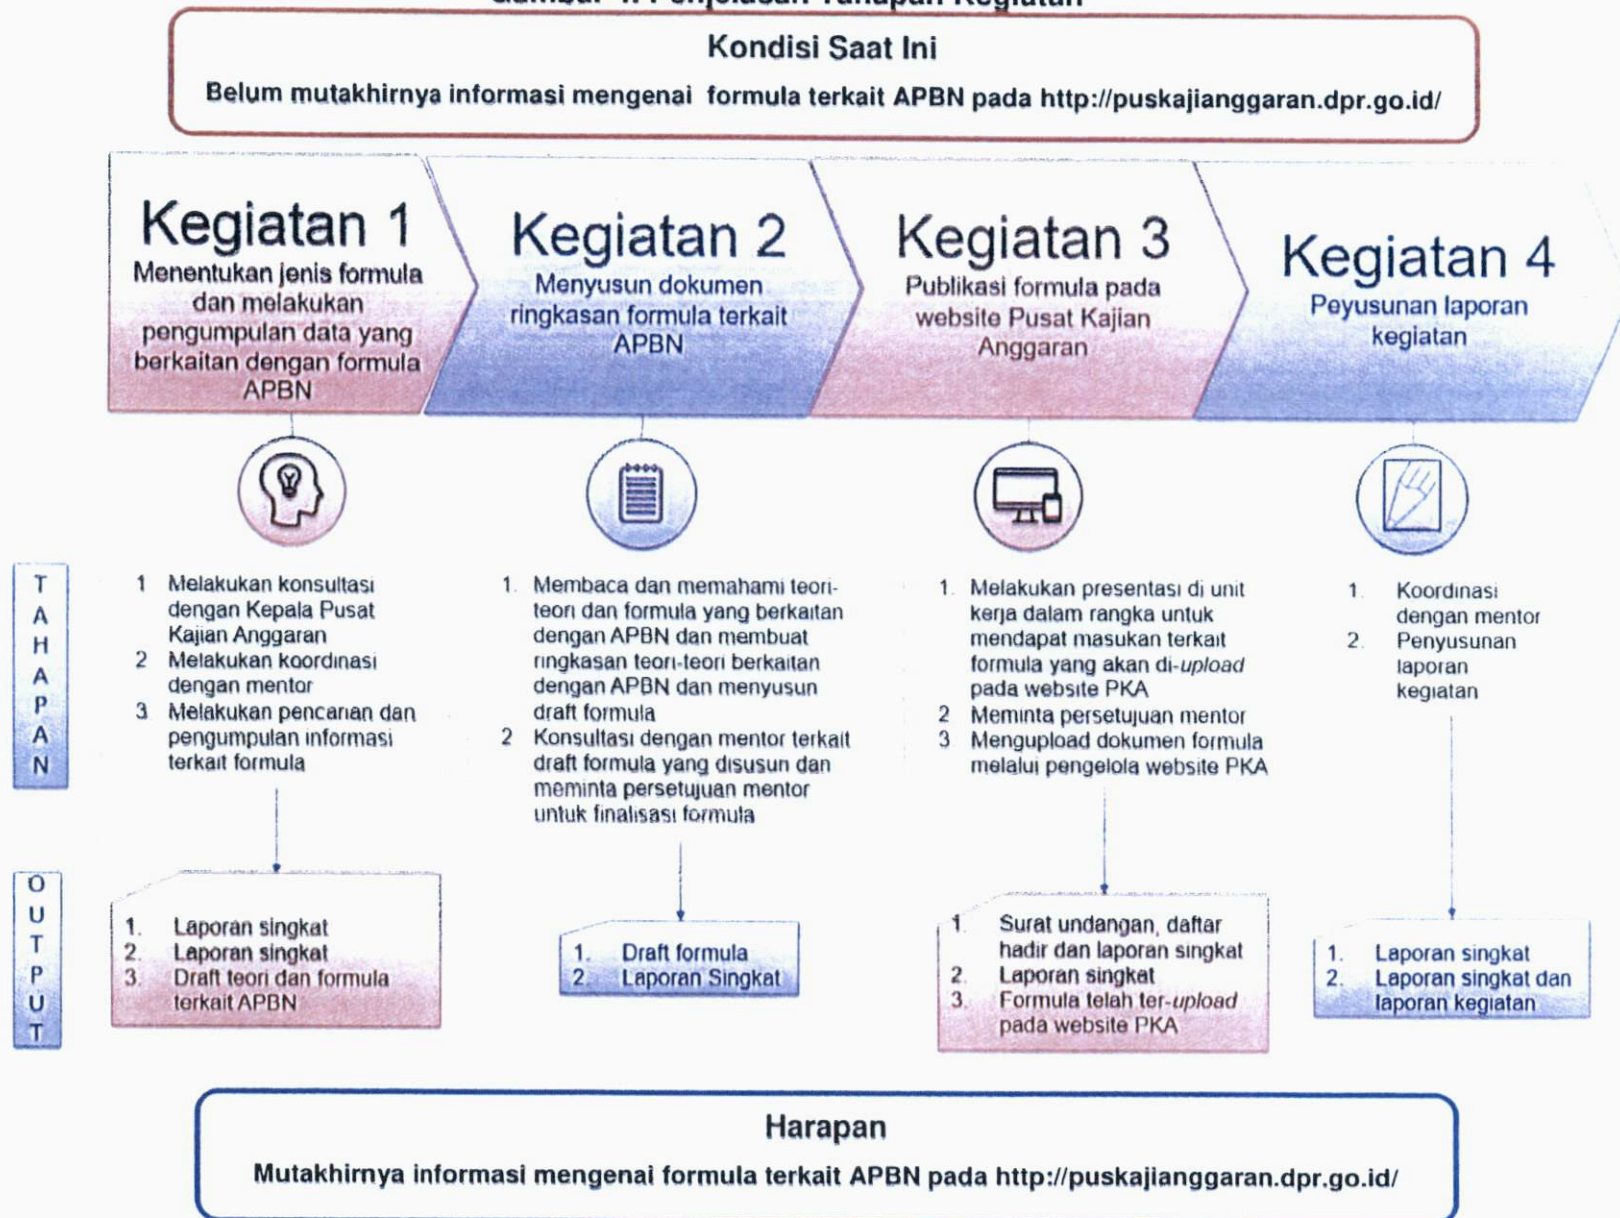 Gambar 4. Penjelasan Tahapan Kegiatan
Kondisi Saat Ini
Belum mutakhirnya informasi mengenai formula terkait APBN pada http://puskajianggaran.dpr.go.id/
Kegiatan 1
Menentukan jenis formula
dan melakukan
pengumpulan data yang
berkaitan dengan formula
APBN
Kegiatan 2
Menyusun dokumen
ringkasan formula terkait
APBN
Kegiatan 3
Publikasi formula pada
website Pusat Kajian
Anggaran
Kegiatan 4
Peyusunan laporan
kegiatan
TAHAPAN
1 Melakukan konsultasi
dengan Kepala Pusat
Kajian Anggaran
2 Melakukan koordinasi
dengan mentor
3 Melakukan pencarian dan
pengumpulan informasi
terkait formula
1. Membaca dan memahami teori-
teori dan formula yang berkaitan
dengan APBN dan membuat
ringkasan teori-teori berkaitan
dengan APBN dan menyusun
draft formula
2 Konsultasi dengan mentor terkait
draft formula yang disusun dan
meminta persetujuan mentor
untuk finalisasi formula
1. Melakukan presentasi di unit
kerja dalam rangka untuk
mendapat masukan terkait
formula yang akan di-upload
pada website PKA
2 Meminta persetujuan mentor
3. Mengupload dokumen formula
melalui pengelola website PKA
1. Koordinasi
dengan mentor
2. Penyusunan
laporan
kegiatan
OUTPUT
1. Laporan singkat
2. Laporan singkat
3. Draft teori dan formula
terkait APBN
1. Draft formula
2. Laporan Singkat
1. Surat undangan, daftar
hadir dan laporan singkat
2. Laporan singkat
3. Formula telah ter-upload
pada website PKA
1. Laporan singkat
2. Laporan singkat dan
laporan kegiatan
Harapan
Mutakhirnya informasi mengenai formula terkait APBN pada http://puskajianggaran.dpr.go.id/